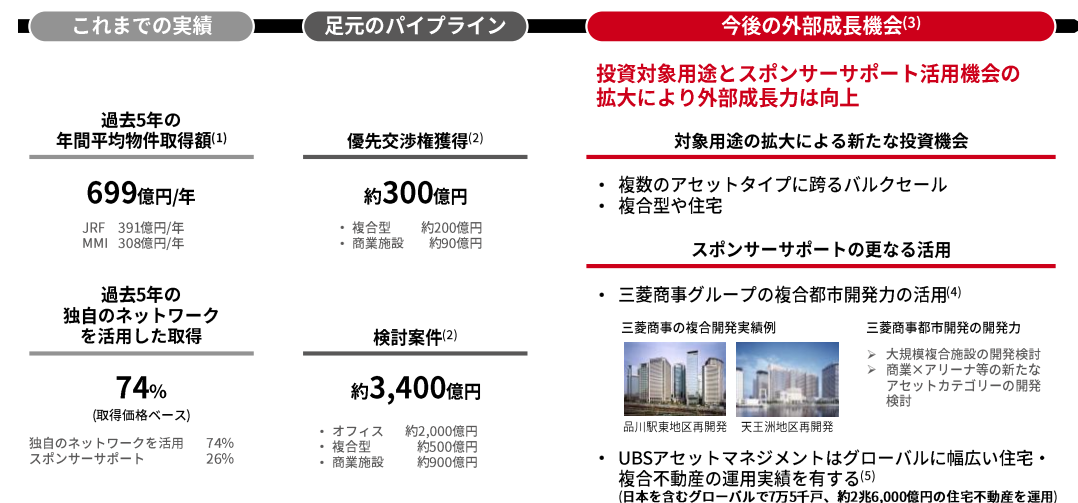 これまでの実績
足元のパイプライン
今後の外部成長機会(3)
過去5年の
年間平均物件取得額(1)
699億円/年
JRF 391億円/年
MMI 308億円/年
過去5年の
独自のネットワーク
を活用した取得
74%
(取得価格ベース)
独自のネットワークを活用 74%
スポンサーサポート 26%
優先交渉権獲得(2)
約300億円
・複合型 約200億円
・商業施設 約90億円
検討案件(2)
約3,400億円
・オフィス 約2,000億円
・複合型 約500億円
・商業施設 約900億円
投資対象用途とスポンサーサポート活用機会の
拡大により外部成長力は向上
対象用途の拡大による新たな投資機会
・複数のアセットタイプに跨るバルクセール
・複合型や住宅
スポンサーサポートの更なる活用
・三菱商事グループの複合都市開発力の活用(4)
三菱商事の複合開発実績例
品川駅東地区再開発
天王洲地区再開発
三菱商事都市開発の開発力
➢ 大規模複合施設の開発検討
➢ 商業×アリーナ等の新たな
アセットカテゴリーの開発
検討
・UBSアセットマネジメントはグローバルに幅広い住宅・
複合不動産の運用実績を有する(5)
(日本を含むグローバルで7万5千戸、約2兆6,000億円の住宅不動産を運用)